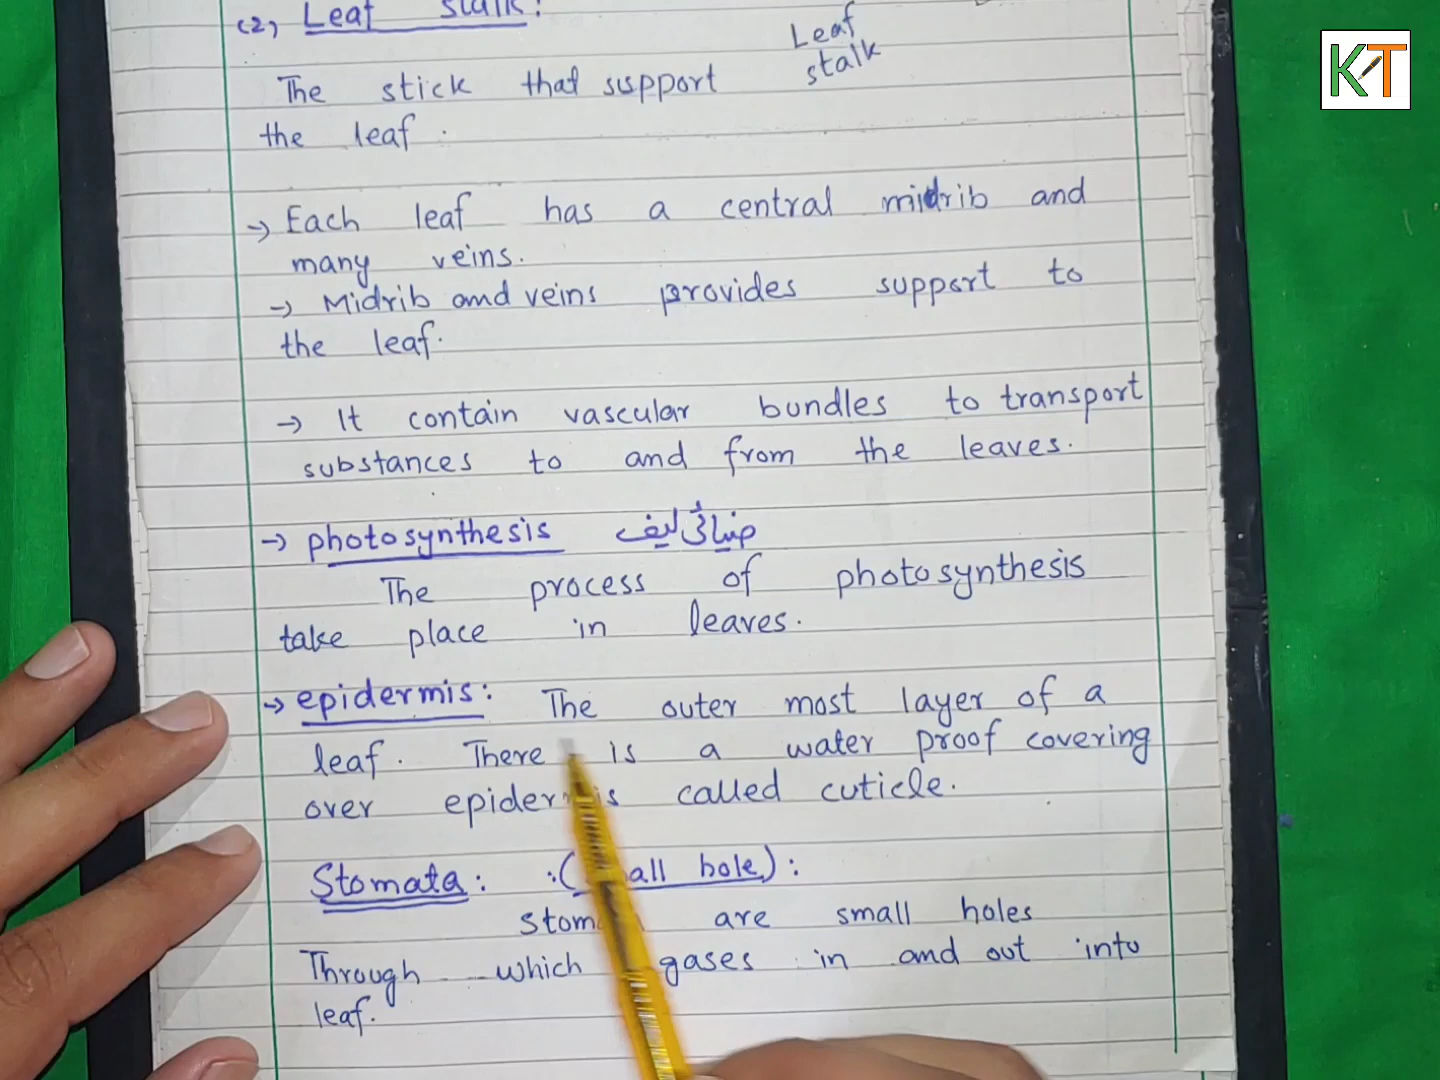 (2) Leaf stalk:
Leaf
stalk
The stick that support
the leaf.
→ Each leaf has a central midrib and
many veins.
→ Midrib and veins provides support to
the leaf.
→ It contain vascular bundles to transport
substances to and from the leaves.
→ photosynthesis ضیائی تالیف
The process of photosynthesis
take place in leaves.
→ epidermis: The outer most layer of a
leaf. There is a water proof covering
over epidermis called cuticle.
Stomata: (small hole):
are small holes
Through which gases in and out into
leaf.
KT